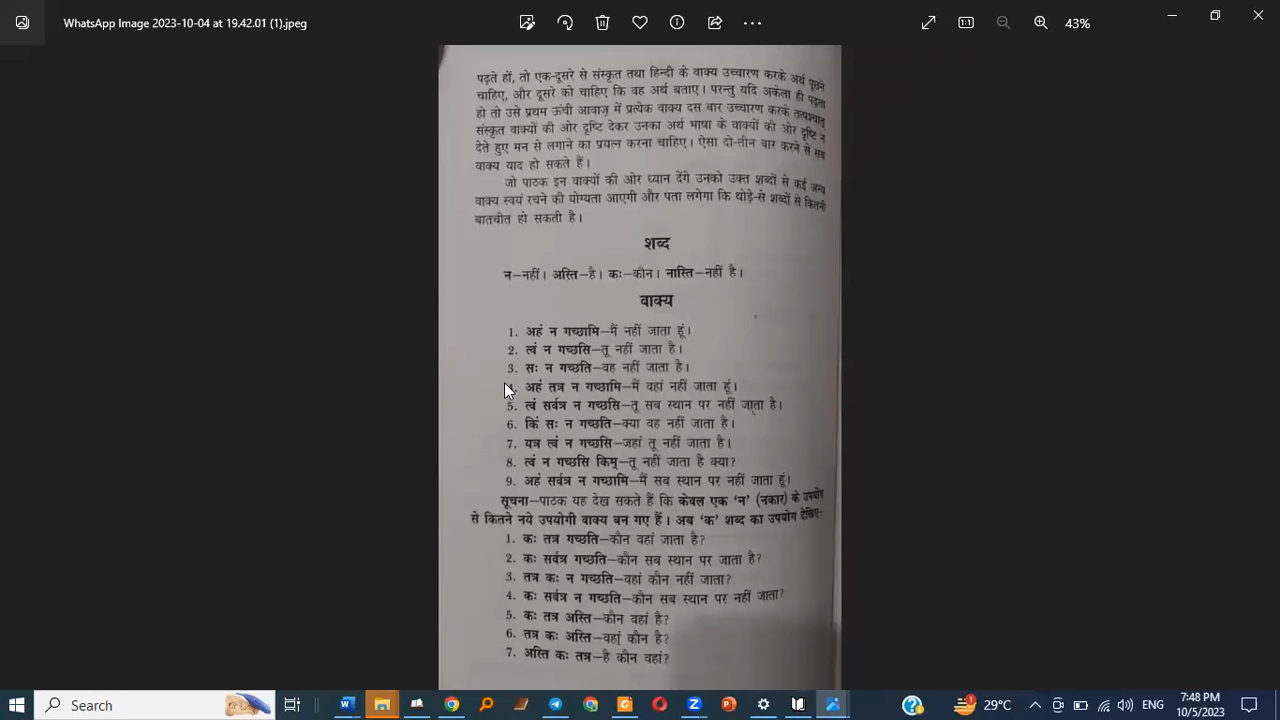 WhatsApp Image 2023-10-04 at 19.42.01 (1).jpeg
43%
पढ़ते हों, तो एक-दूसरे से संस्कृत तथा हिन्दी के वाक्य उच्चारण करके अर्थ पूछने
चाहिए, और दूसरे को चाहिए कि वह अर्थ बताए। परन्तु यदि अकेला ही पढ़ता
हो तो उसे प्रथम ऊंची आवाज़ में प्रत्येक वाक्य दस बार उच्चारण करके तत्पश्चात्
संस्कृत वाक्यों की ओर दृष्टि देकर उनका अर्थ भाषा के वाक्यों की ओर दृष्टि न
देते हुए मन से लगाने का प्रयत्न करना चाहिए। ऐसा दो-तीन बार करने से सब
वाक्य याद हो सकते हैं।
जो पाठक इन वाक्यों की ओर ध्यान देंगे उनको उक्त शब्दों से कई अन्य
वाक्य स्वयं रचने की योग्यता आएगी और पता लगेगा कि थोड़े-से शब्दों से कितनी
बातचीत हो सकती है।
शब्द
न–नहीं। अस्ति–है। कः–कौन। नास्ति–नहीं है।
वाक्य
1. अहं न गच्छामि–मैं नहीं जाता हूं।
2. त्वं न गच्छसि–तू नहीं जाता है।
3. सः न गच्छति–वह नहीं जाता है।
अहं तत्र न गच्छामि–मैं वहां नहीं जाता हूं।
5. त्वं सर्वत्र न गच्छसि–तू सब स्थान पर नहीं जाता है।
6. किं सः न गच्छति–क्या वह नहीं जाता है।
7. यत्र त्वं न गच्छसि–जहां तू नहीं जाता है।
8. त्वं न गच्छसि किम्–तू नहीं जाता है क्या?
9. अहं सर्वत्र न गच्छामि–मैं सब स्थान पर नहीं जाता हूं।
सूचना–पाठक यह देख सकते हैं कि केवल एक ‘न’ (नकार) के उपयोग
से कितने नये उपयोगी वाक्य बन गए हैं। अब ‘क’ शब्द का उपयोग देखिए–
1. कः तत्र गच्छति–कौन वहां जाता है?
2. कः सर्वत्र गच्छति–कौन सब स्थान पर जाता है?
3. तत्र कः न गच्छति–वहां कौन नहीं जाता?
4. कः सर्वत्र न गच्छति–कौन सब स्थान पर नहीं जाता?
5. कः तत्र अस्ति–कौन वहां है?
6. तत्र कः अस्ति–वहां कौन है?
7. अस्ति कः तत्र–है कौन वहां?
Search
29°C
ENG
7:48 PM
10/5/2023